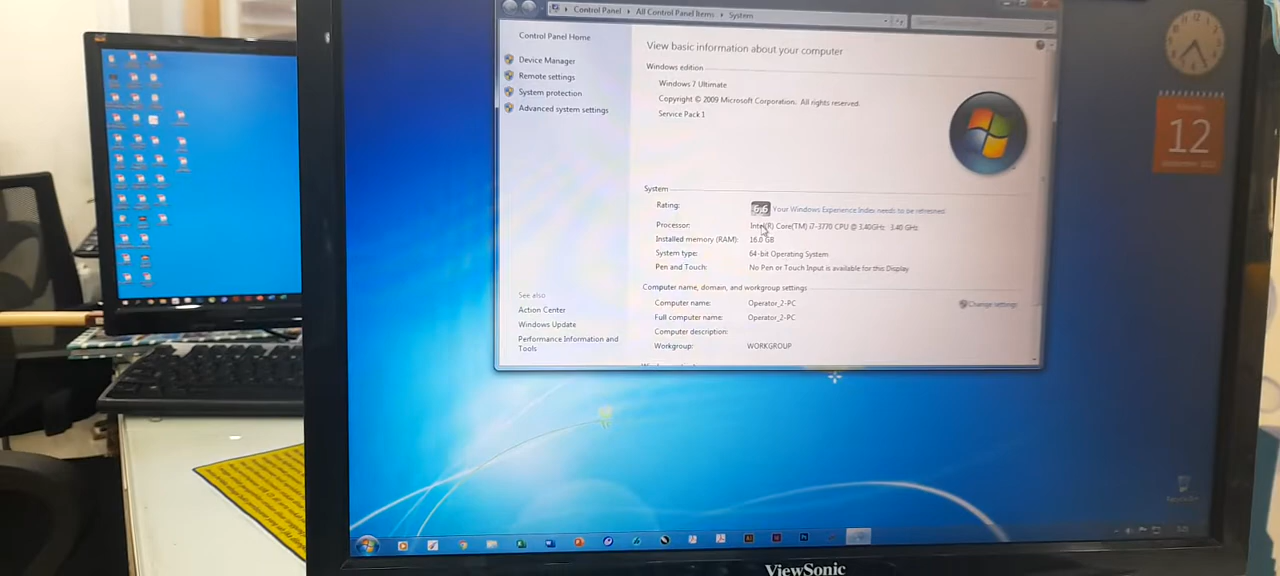 Control Panel ▸ All Control Panel Items ▸ System
Control Panel Home
Device Manager
Remote settings
System protection
Advanced system settings
See also
Action Center
Windows Update
Performance Information and
Tools
View basic information about your computer
Windows edition
Windows 7 Ultimate
Copyright © 2009 Microsoft Corporation. All rights reserved.
Service Pack 1
System
Rating: 6.6 Your Windows Experience Index needs to be refreshed
Processor: Intel(R) Core(TM) i7-3770 CPU @ 3.40GHz 3.40 GHz
Installed memory (RAM): 16.0 GB
System type: 64-bit Operating System
Pen and Touch: No Pen or Touch Input is available for this Display
Computer name, domain, and workgroup settings
Computer name: Operator_2-PC
Change settings
Full computer name: Operator_2-PC
Computer description:
Workgroup: WORKGROUP
12
ViewSonic